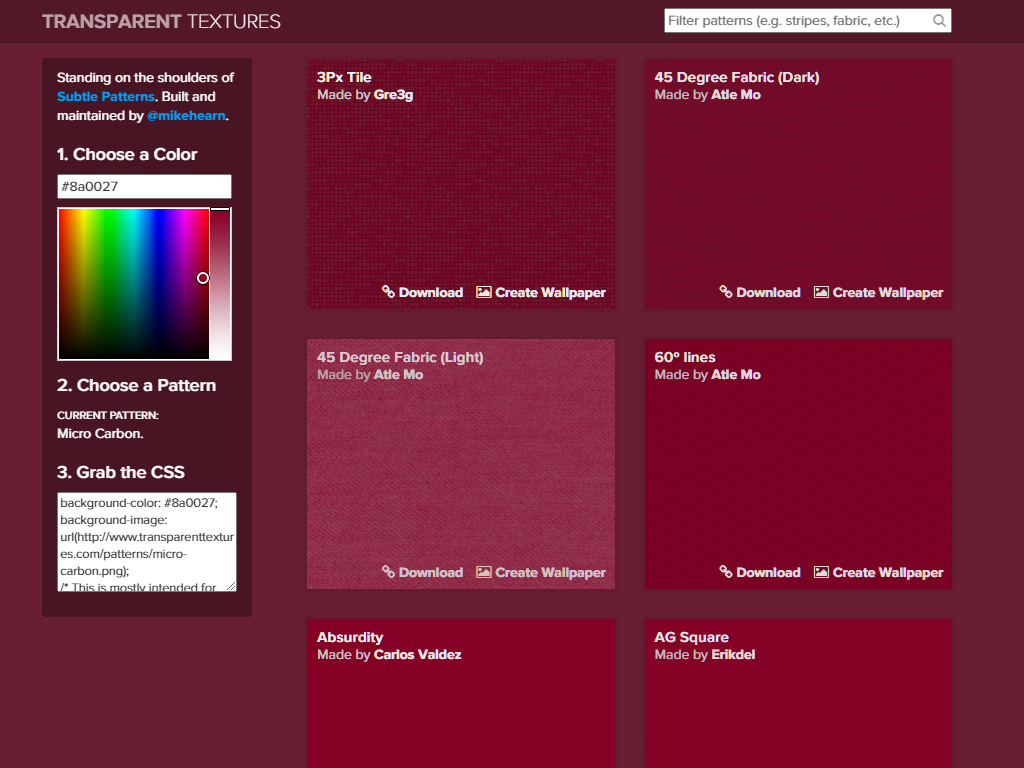 TRANSPARENT TEXTURES
Filter patterns (e.g. stripes, fabric, etc.)
Standing on the shoulders of
Subtle Patterns. Built and
maintained by @mikehearn.
1. Choose a Color
#8a0027
2. Choose a Pattern
CURRENT PATTERN:
Micro Carbon.
3. Grab the CSS
background-color: #8a0027;
background-image:
url(http://www.transparenttextur
es.com/patterns/micro-
carbon.png);
/* This is mostly intended for
3Px Tile
Made by Gre3g
Download Create Wallpaper
45 Degree Fabric (Dark)
Made by Atle Mo
Download Create Wallpaper
45 Degree Fabric (Light)
Made by Atle Mo
Download Create Wallpaper
60º lines
Made by Atle Mo
Download Create Wallpaper
Absurdity
Made by Carlos Valdez
AG Square
Made by Erikdel